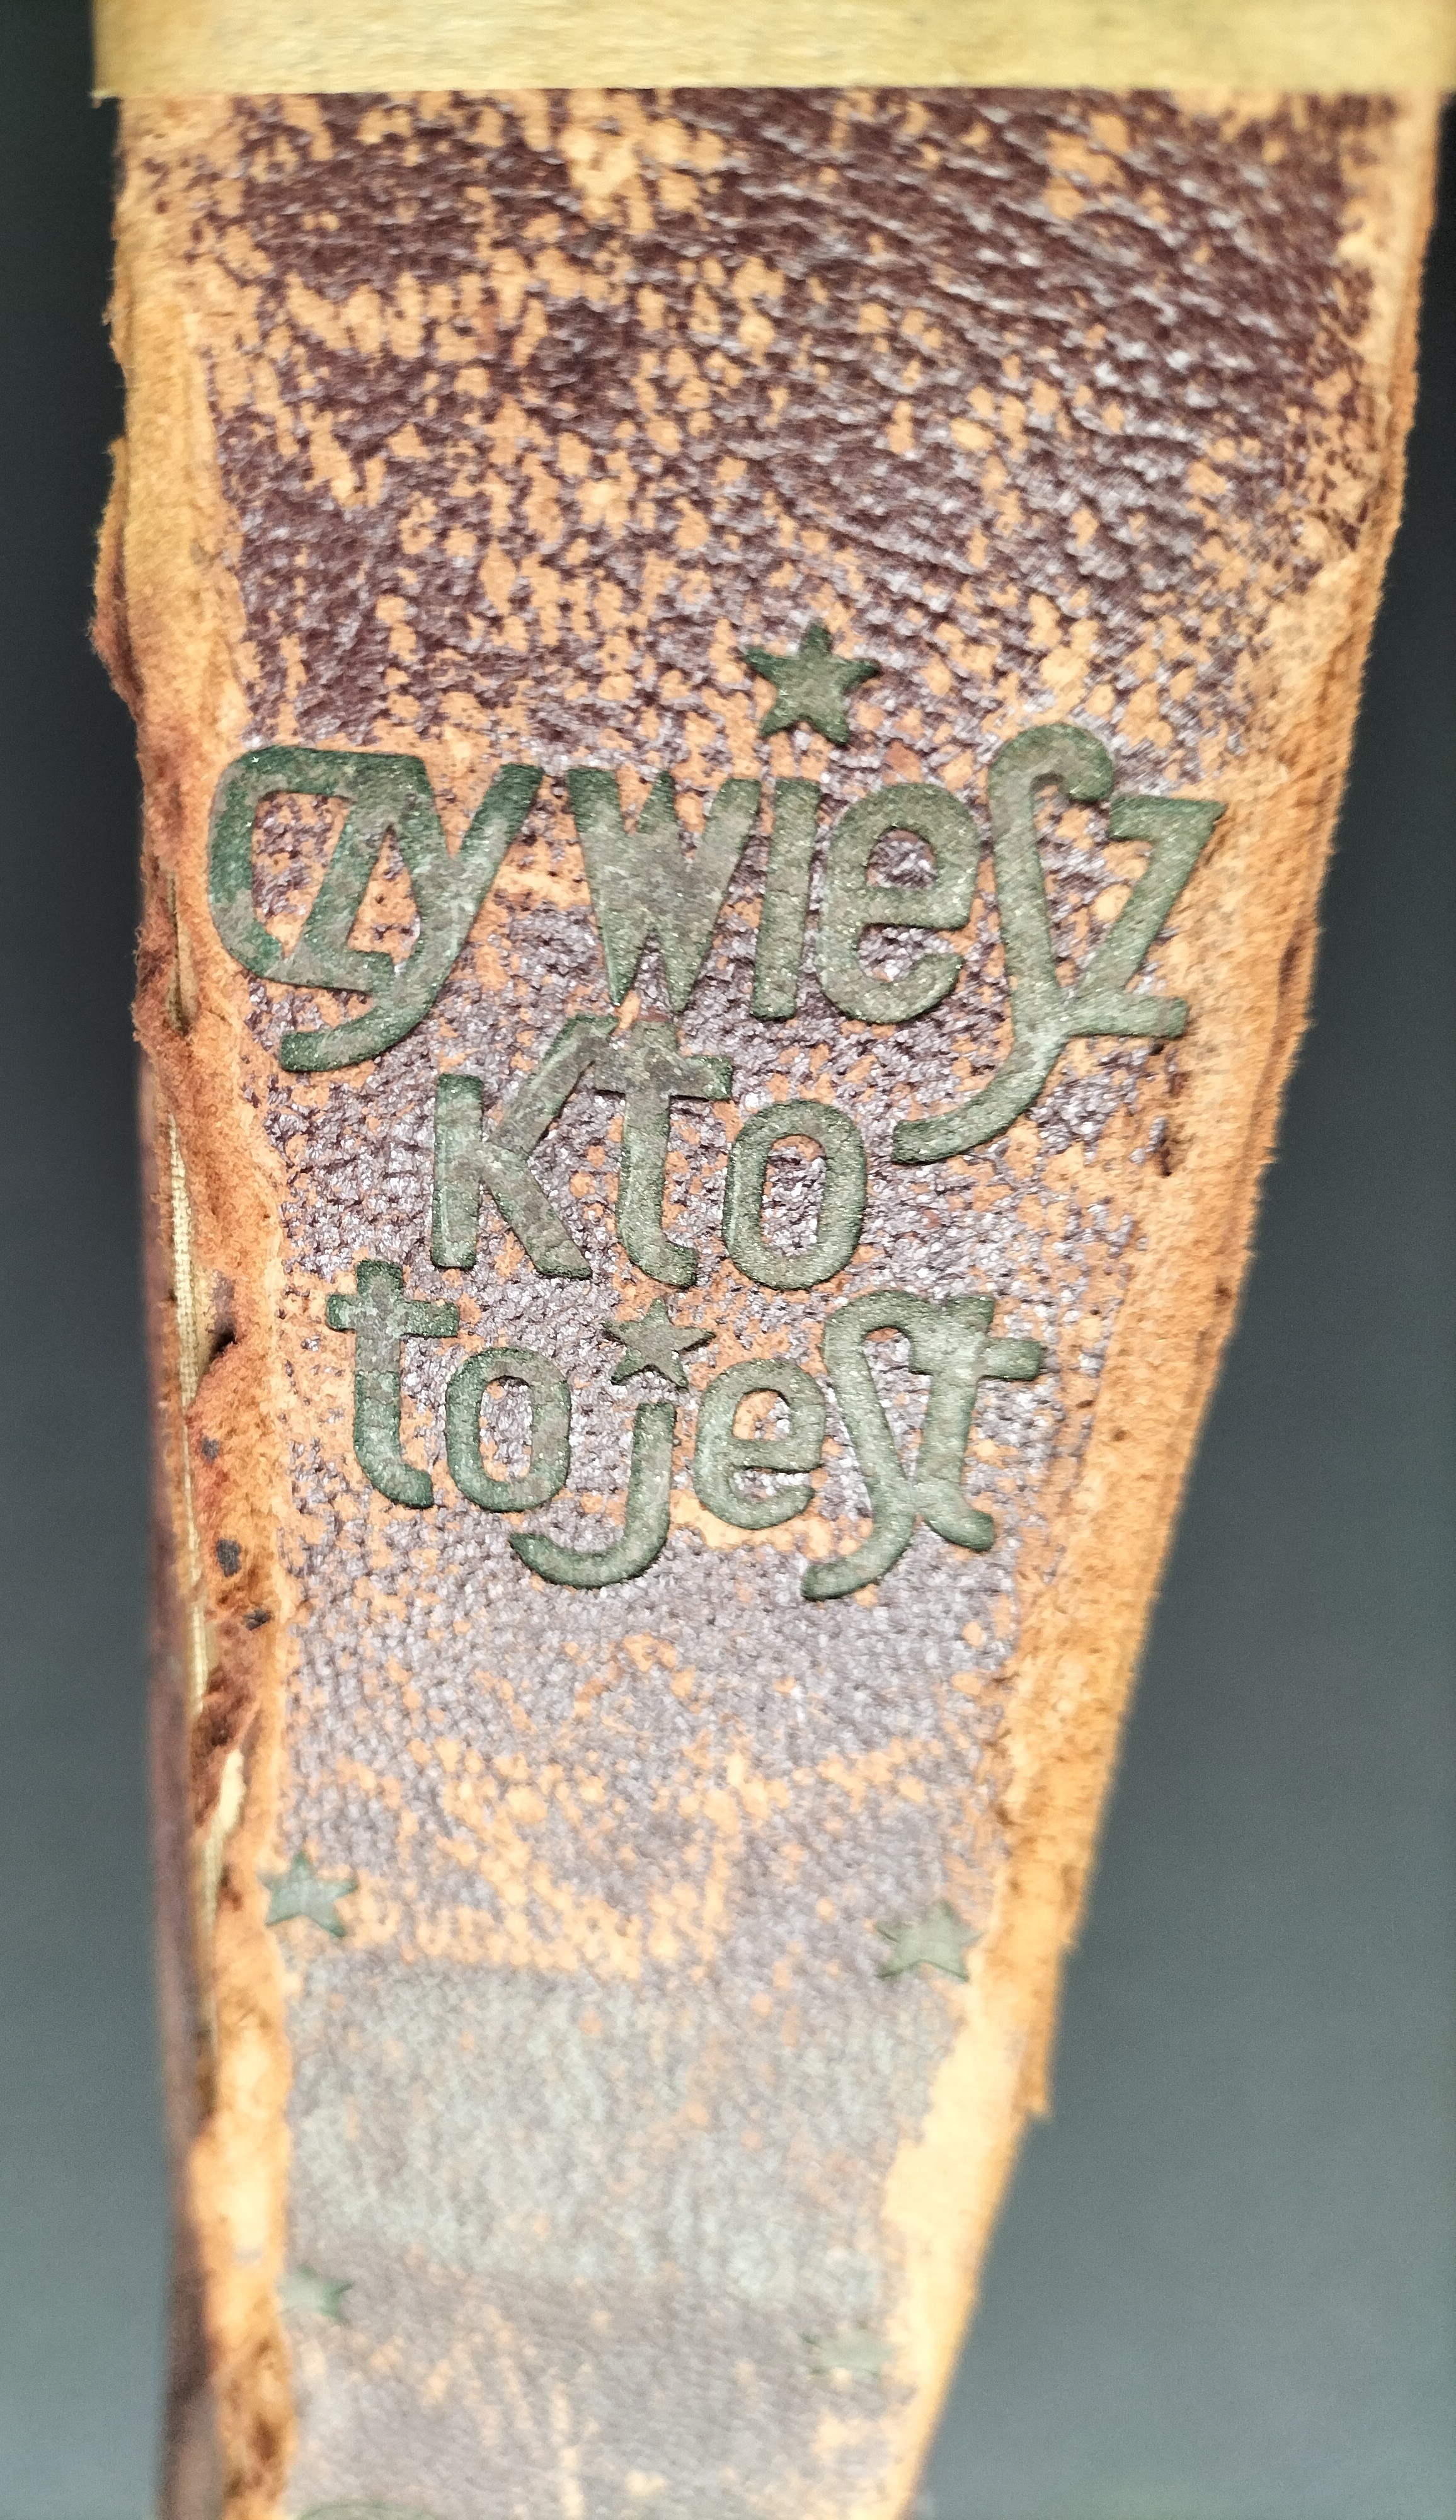 czy wieſz
kto
to jeſt